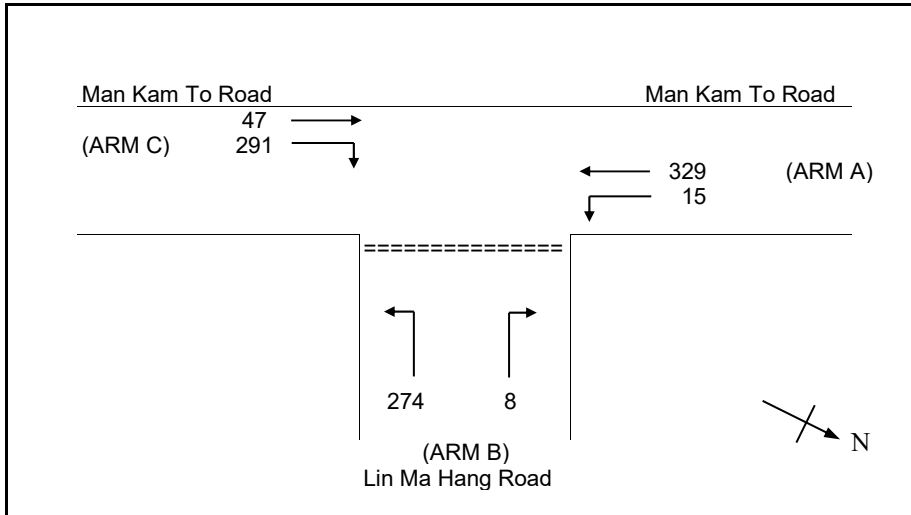 Man Kam To Road Man Kam To Road
47
(ARM C) 291
329 (ARM A)
15
274 8
N
(ARM B)
Lin Ma Hang Road